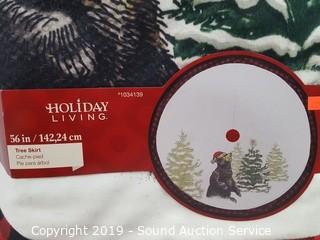 *1034139
HOLiDAY
LIVING.
56 in / 142,24 cm
Tree Skirt
Cache-pied
Pie para árbol
Copyright 2019 - Sound Auction Service